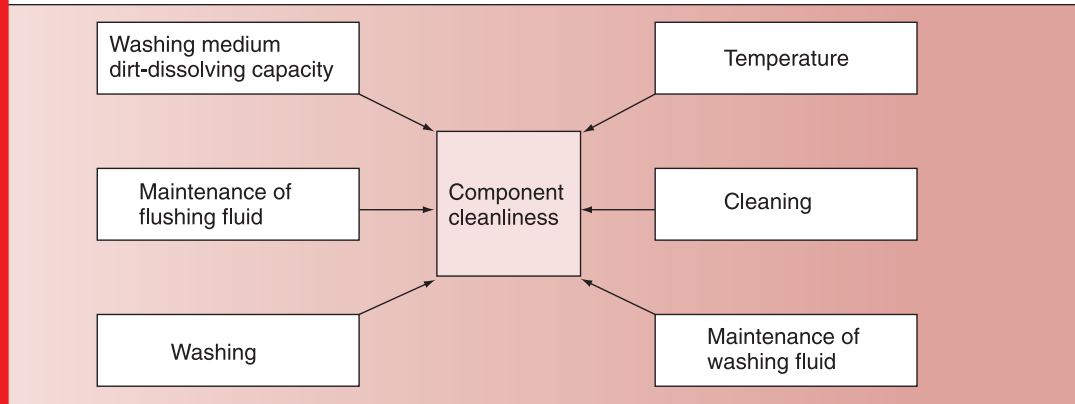 Washing medium
dirt-dissolving capacity
Temperature
Maintenance of
flushing fluid
Component
cleanliness
Cleaning
Washing
Maintenance of
washing fluid